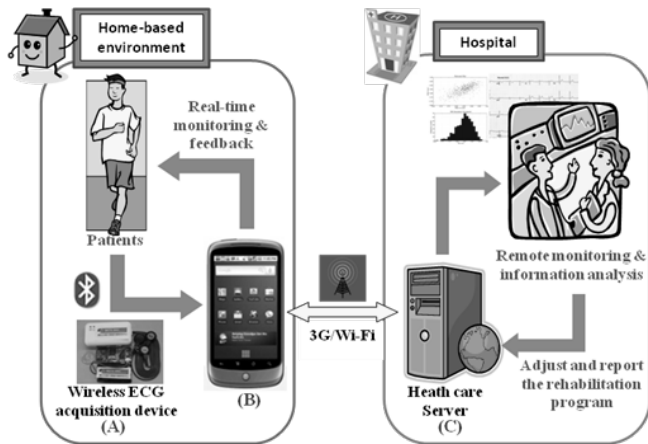 Home-based
environment
Hospital
Real-time
monitoring &
feedback
Patients
Wireless ECG
acquisition device
(A)
(B)
3G/Wi-Fi
Remote monitoring &
information analysis
Heath care
Server
(C)
Adjust and report
the rehabilitation
program